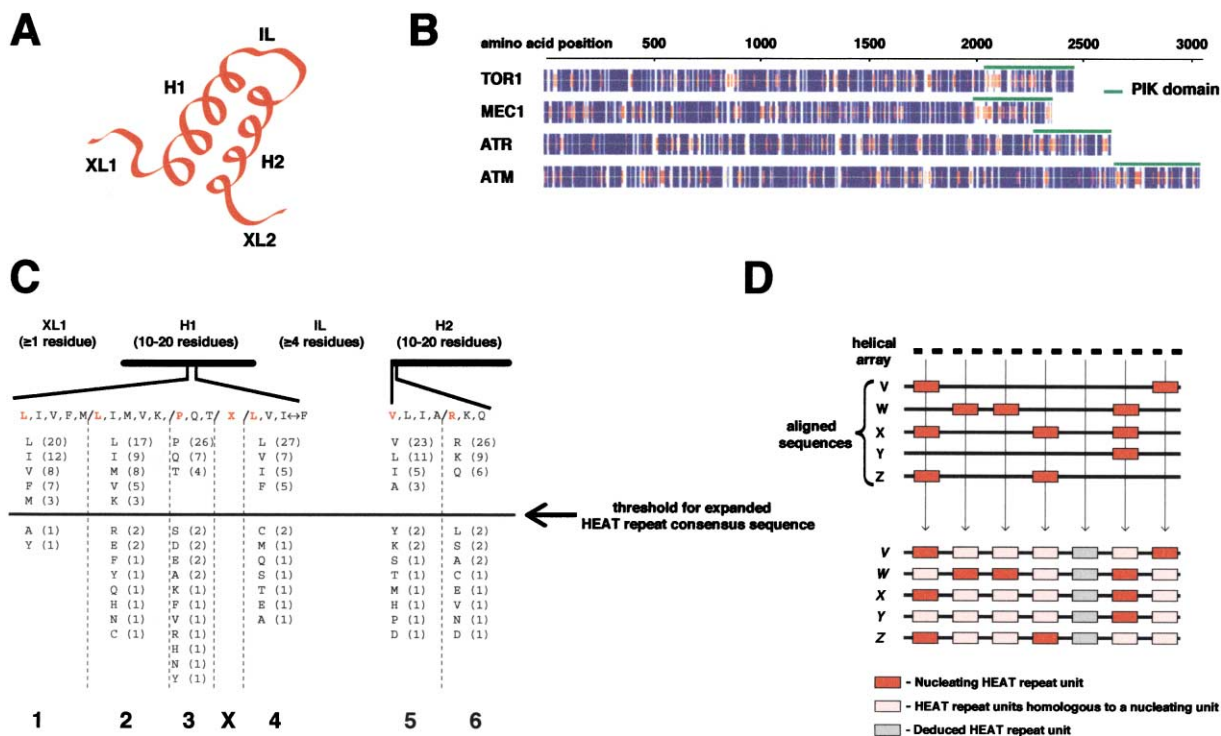 A
IL
H1
H2
XL1
XL2
B
amino acid position 500 1000 1500 2000 2500 3000
TOR1
MEC1
ATR
ATM
PIK domain
C
XL1 H1 IL H2
(≥1 residue) (10-20 residues) (≥4 residues) (10-20 residues)
L,I,V,F,M/L,I,M,V,K,/P,Q,T/ X /L,V,I↔F V,L,I,A/R,K,Q
L (20) L (17) P (26) L (27) V (23) R (26)
I (12) I (9) Q (7) V (7) L (11) K (9)
V (8) M (8) T (4) I (5) I (5) Q (6)
F (7) V (5) F (5) A (3)
M (3) K (3)
threshold for expanded
HEAT repeat consensus sequence
A (1) R (2) S (2) C (2) Y (2) L (2)
Y (1) E (2) D (2) M (1) K (2) S (2)
F (1) E (2) Q (1) S (1) A (2)
Y (1) A (1) S (1) T (1) C (1)
Q (1) K (1) T (1) M (1) E (1)
H (1) F (1) E (1) H (1) V (1)
N (1) V (1) A (1) P (1) N (1)
C (1) R (1) D (1) D (1)
H (1)
N (1)
Y (1)
1 2 3 X 4 5 6
D
helical
array
aligned
sequences
V
W
X
Y
Z
V
W
X
Y
Z
- Nucleating HEAT repeat unit
- HEAT repeat units homologous to a nucleating unit
- Deduced HEAT repeat unit